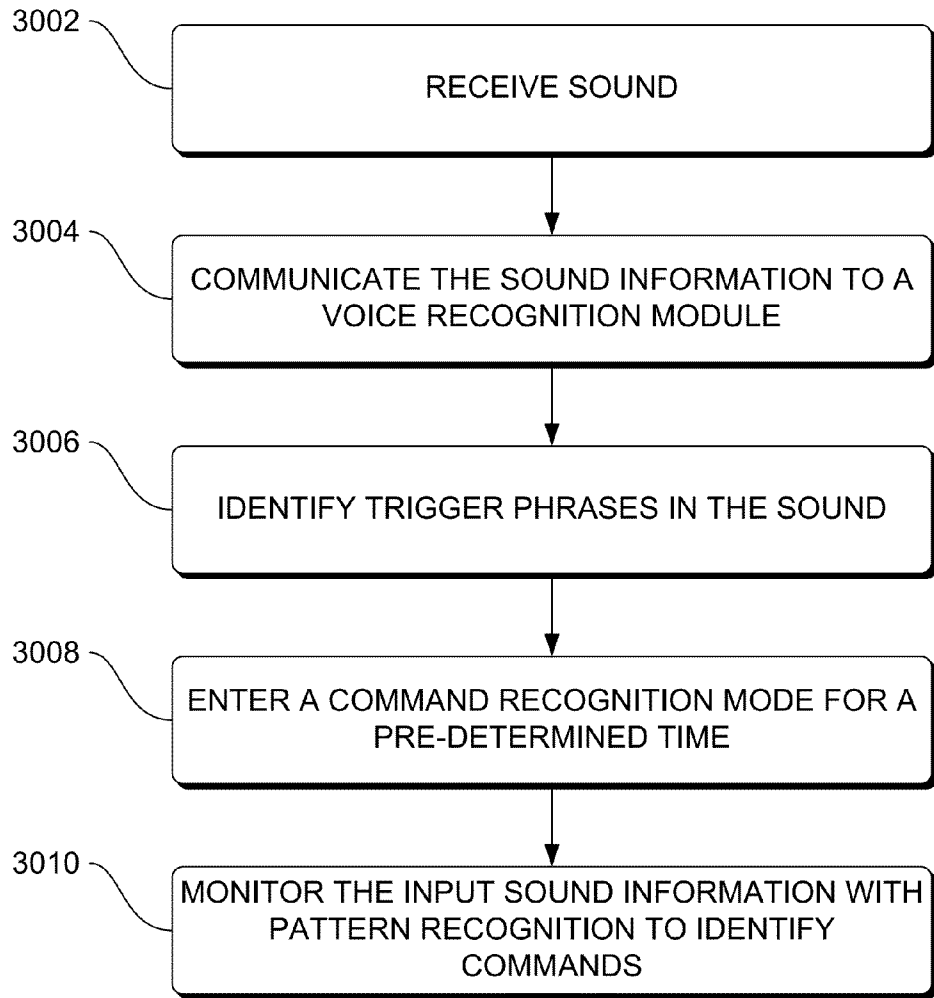 3002
RECEIVE SOUND
3004
COMMUNICATE THE SOUND INFORMATION TO A
VOICE RECOGNITION MODULE
3006
IDENTIFY TRIGGER PHRASES IN THE SOUND
3008
ENTER A COMMAND RECOGNITION MODE FOR A
PRE-DETERMINED TIME
3010
MONITOR THE INPUT SOUND INFORMATION WITH
PATTERN RECOGNITION TO IDENTIFY
COMMANDS